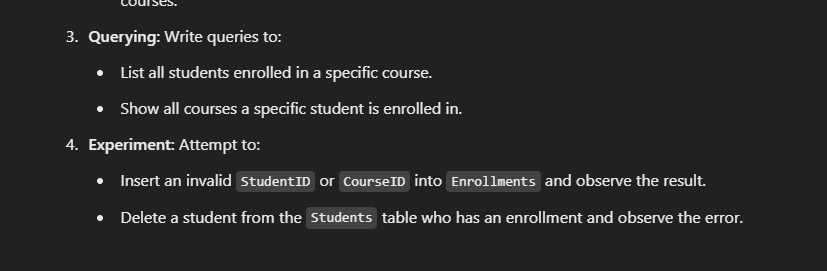 courses.
3. Querying: Write queries to:
• List all students enrolled in a specific course.
• Show all courses a specific student is enrolled in.
4. Experiment: Attempt to:
• Insert an invalid StudentID or CourseID into Enrollments and observe the result.
• Delete a student from the Students table who has an enrollment and observe the error.